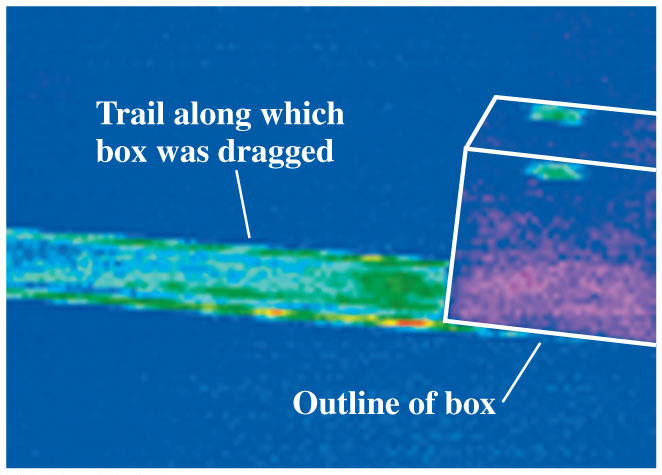 Trail along which
box was dragged
Outline of box